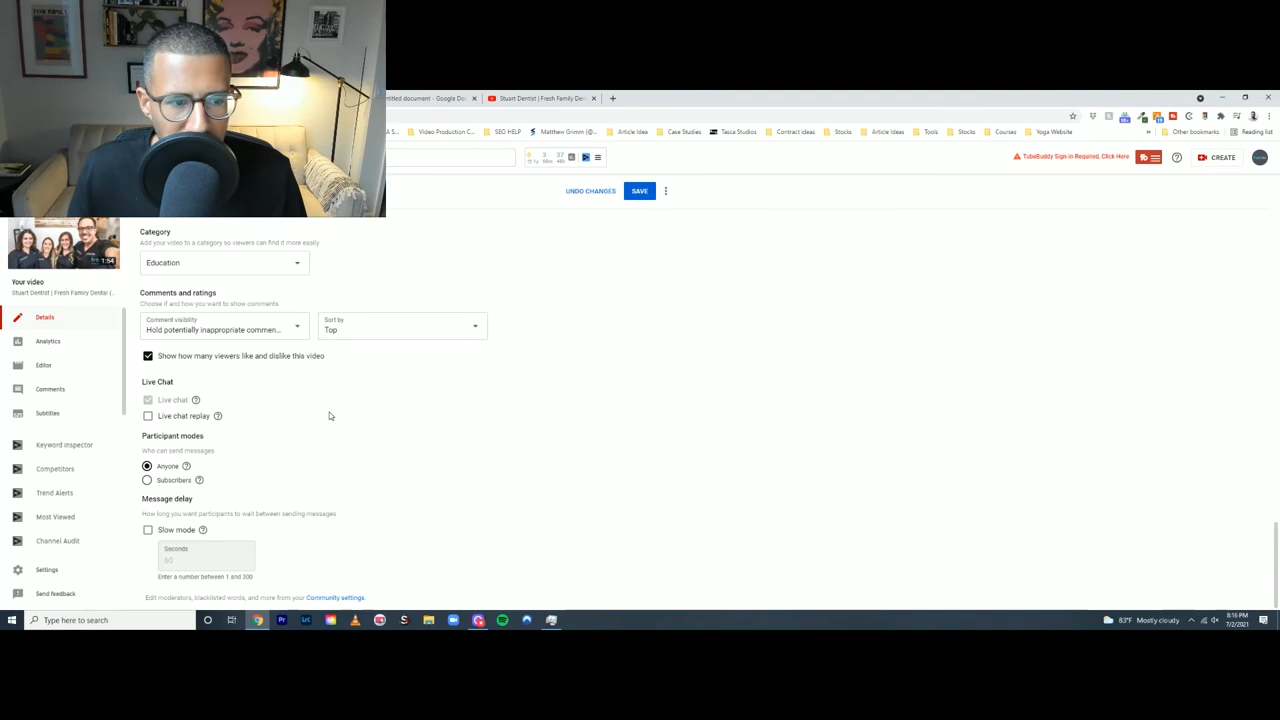 ntitled document - Google Doc
Stuart Dentist | Fresh Family Den
A S...
Video Production C...
SEO HELP
Matthew Grimm (@...
Article Idea
Case Studies
Tasca Studios
Contract ideas
Stocks
Article Ideas
Tools
Stocks
Courses
Yoga Website
Other bookmarks
Reading list
TubeBuddy Sign in Required, Click Here
CREATE
UNDO CHANGES
SAVE
1:54
Your video
Stuart Dentist | Fresh Family Dental (...
Details
Analytics
Editor
Comments
Subtitles
Keyword Inspector
Competitors
Trend Alerts
Most Viewed
Channel Audit
Settings
Send feedback
Category
Add your video to a category so viewers can find it more easily
Education
Comments and ratings
Choose if and how you want to show comments
Comment visibility
Hold potentially inappropriate commen...
Sort by
Top
Show how many viewers like and dislike this video
Live Chat
Live chat
Live chat replay
Participant modes
Who can send messages
Anyone
Subscribers
Message delay
How long you want participants to wait between sending messages
Slow mode
Seconds
60
Enter a number between 1 and 300
Edit moderators, blacklisted words, and more from your Community settings.
Type here to search
83°F Mostly cloudy
8:16 PM
7/2/2021